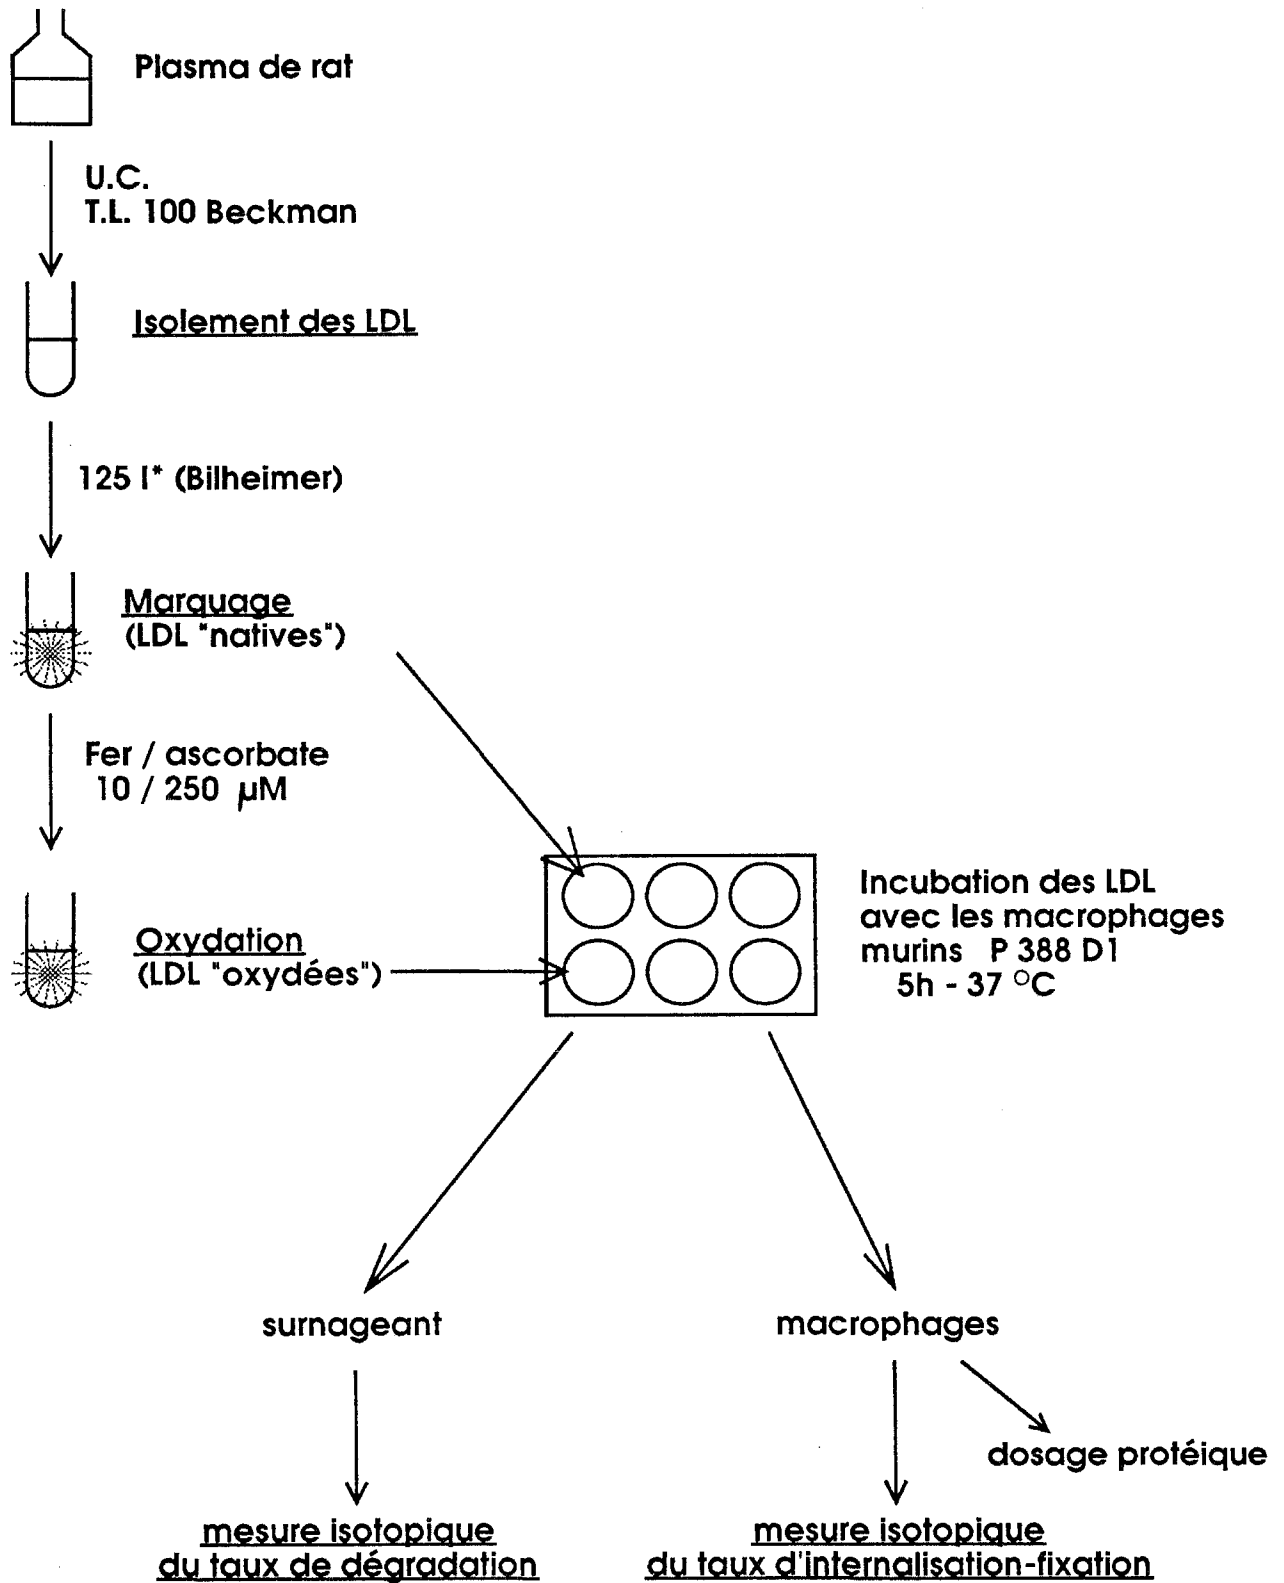 Plasma de rat
U.C.
T.L. 100 Beckman
Isolement des LDL
125 I* (Bilheimer)
Marquage
(LDL "natives")
Fer / ascorbate
10 / 250 µM
Oxydation
(LDL "oxydées")
Incubation des LDL
avec les macrophages
murins P 388 D1
5h - 37 °C
surnageant
macrophages
dosage protéique
mesure isotopique
du taux de dégradation
mesure isotopique
du taux d'internalisation-fixation